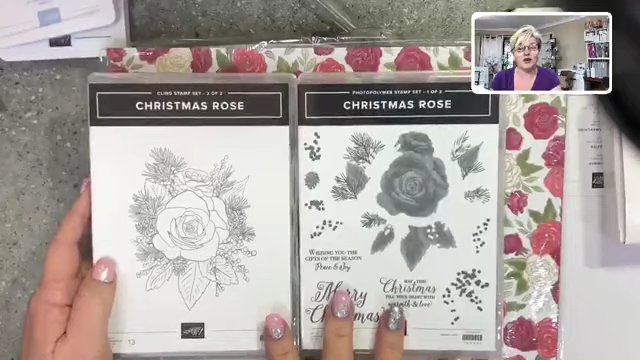 CLING STAMP SET • 2 OF 2
CHRISTMAS ROSE
PHOTOPOLYMER STAMP SET • 1 OF 2
CHRISTMAS ROSE
WISHING YOU THE
GIFTS OF THE SEASON
Peace & Joy
Merry
Christmas
MAY THIS
Christmas
FILL YOUR HEART WITH
warmth & love
13